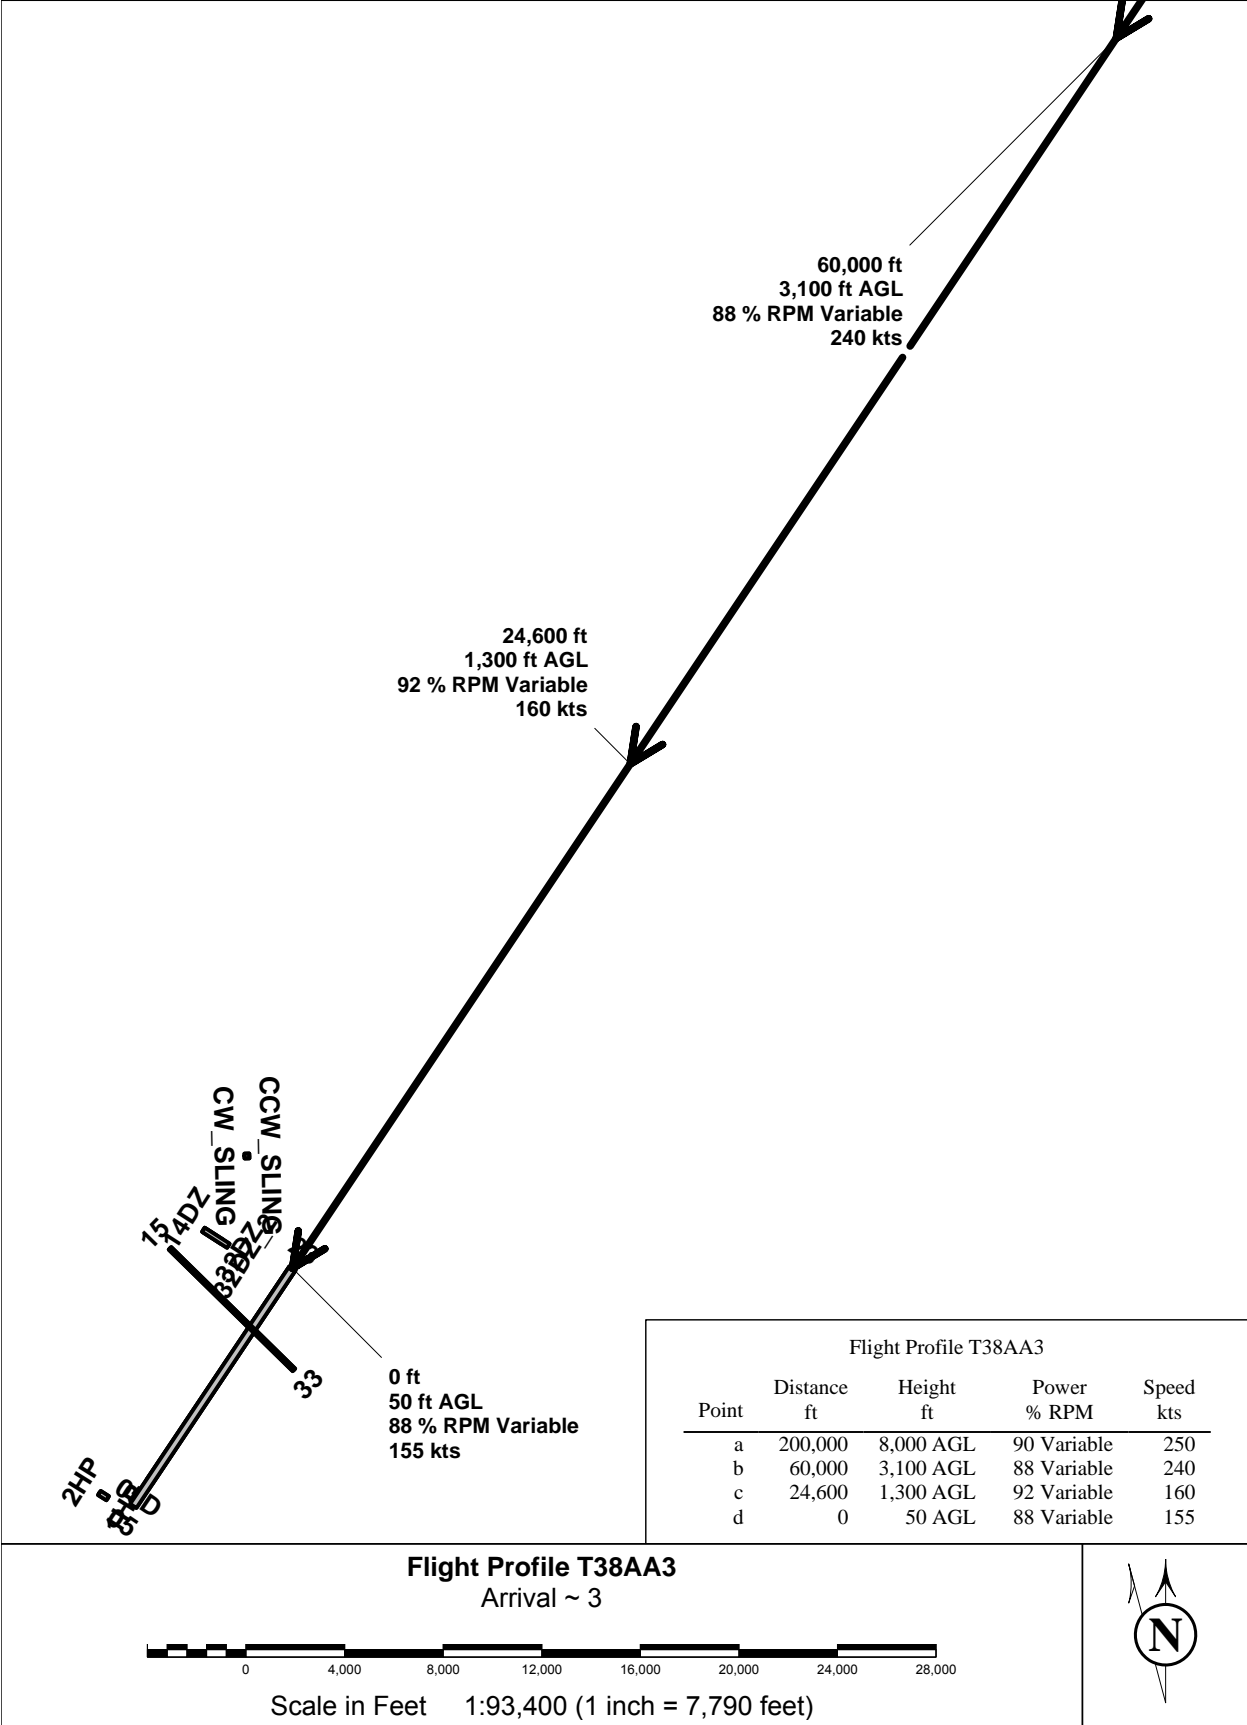 60,000 ft
3,100 ft AGL
88 % RPM Variable
240 kts
24,600 ft
1,300 ft AGL
92 % RPM Variable
160 kts
CW_SLING
CCW_SLING
15
14DZ
33
0 ft
50 ft AGL
88 % RPM Variable
155 kts
2HP
Flight Profile T38AA3
Point Distance ft Height ft Power % RPM Speed kts
a 200,000 8,000 AGL 90 Variable 250
b 60,000 3,100 AGL 88 Variable 240
c 24,600 1,300 AGL 92 Variable 160
d 0 50 AGL 88 Variable 155
Flight Profile T38AA3
Arrival ~ 3
0 4,000 8,000 12,000 16,000 20,000 24,000 28,000
Scale in Feet 1:93,400 (1 inch = 7,790 feet)
N